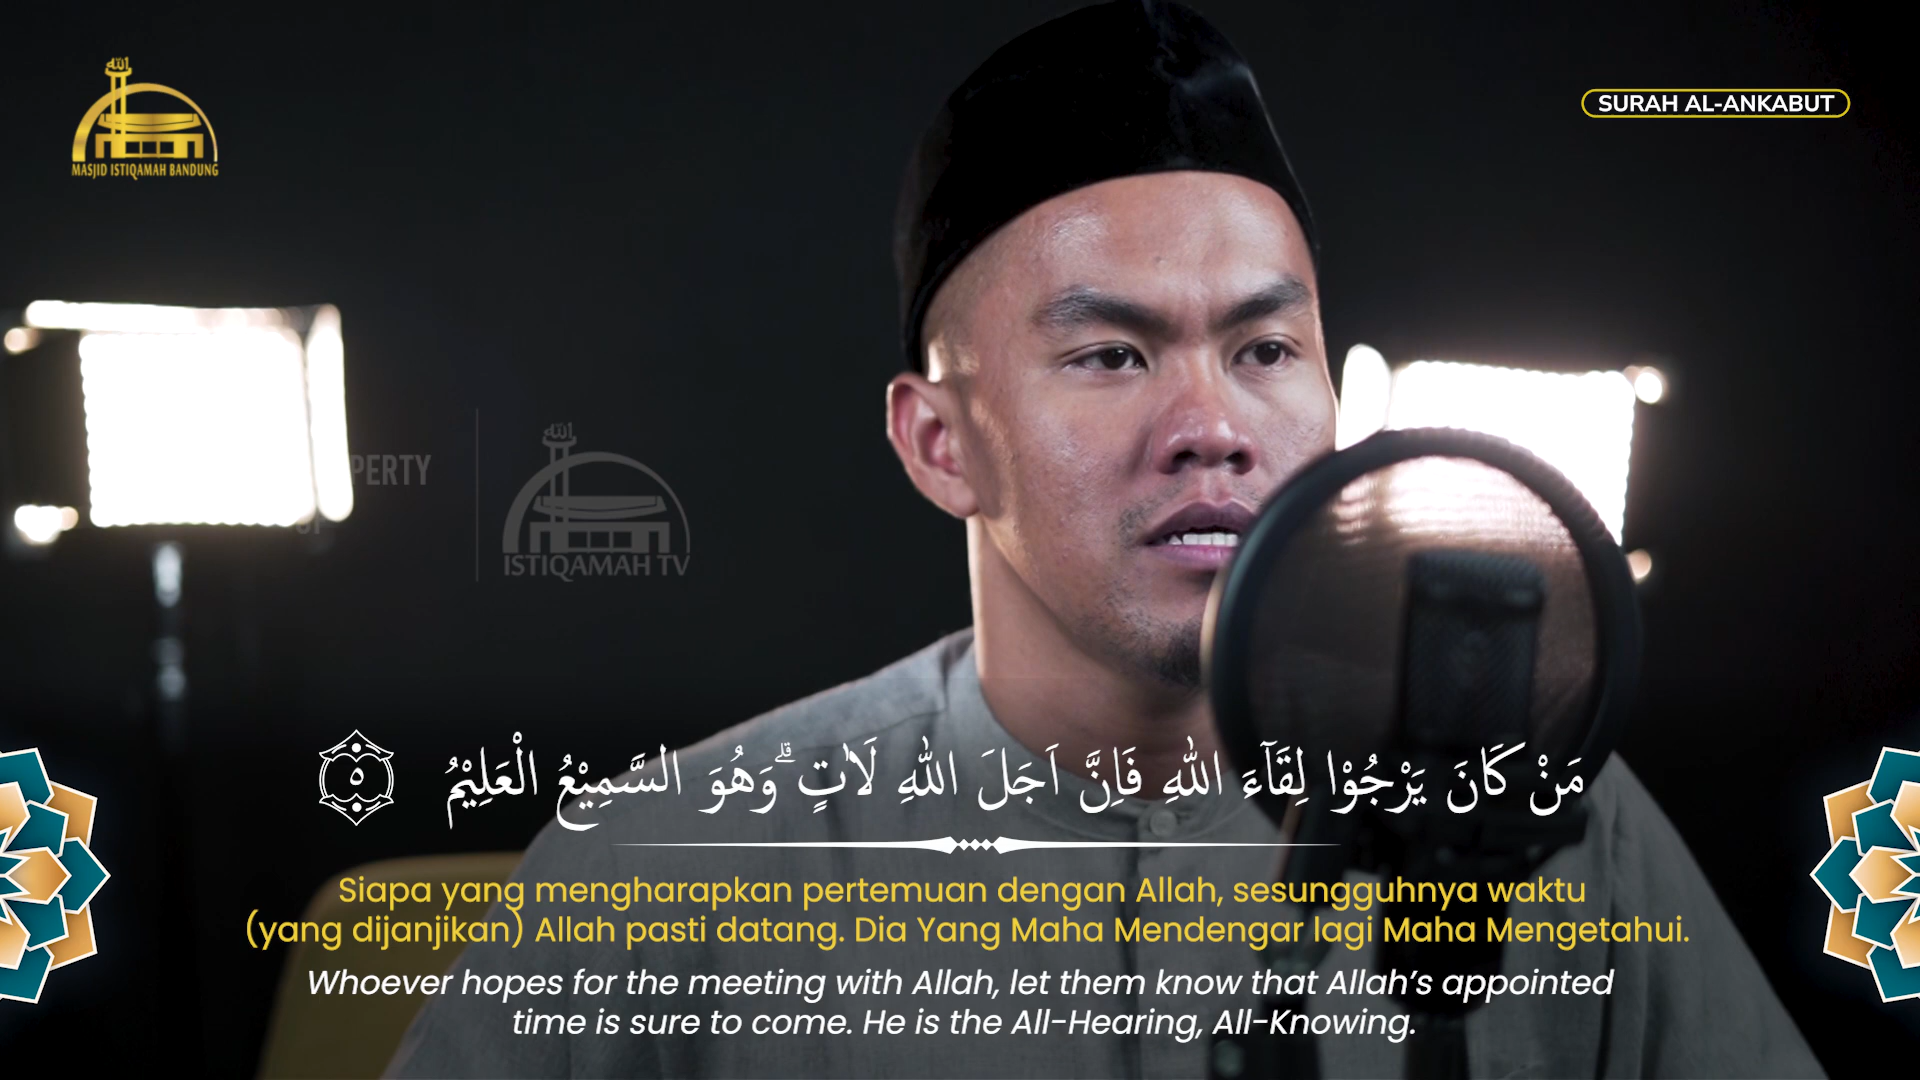 الله
MASJID ISTIQAMAH BANDUNG
SURAH AL-ANKABUT
PERTY
OF
الله
ISTIQAMAH TV
مَنْ كَانَ يَرْجُوْا لِقَاۤءَ اللّٰهِ فَاِنَّ اَجَلَ اللّٰهِ لَاٰتٍ ۗوَهُوَ السَّمِيْعُ الْعَلِيْمُ ٥
Siapa yang mengharapkan pertemuan dengan Allah, sesungguhnya waktu
(yang dijanjikan) Allah pasti datang. Dia Yang Maha Mendengar lagi Maha Mengetahui.
Whoever hopes for the meeting with Allah, let them know that Allah’s appointed
time is sure to come. He is the All-Hearing, All-Knowing.